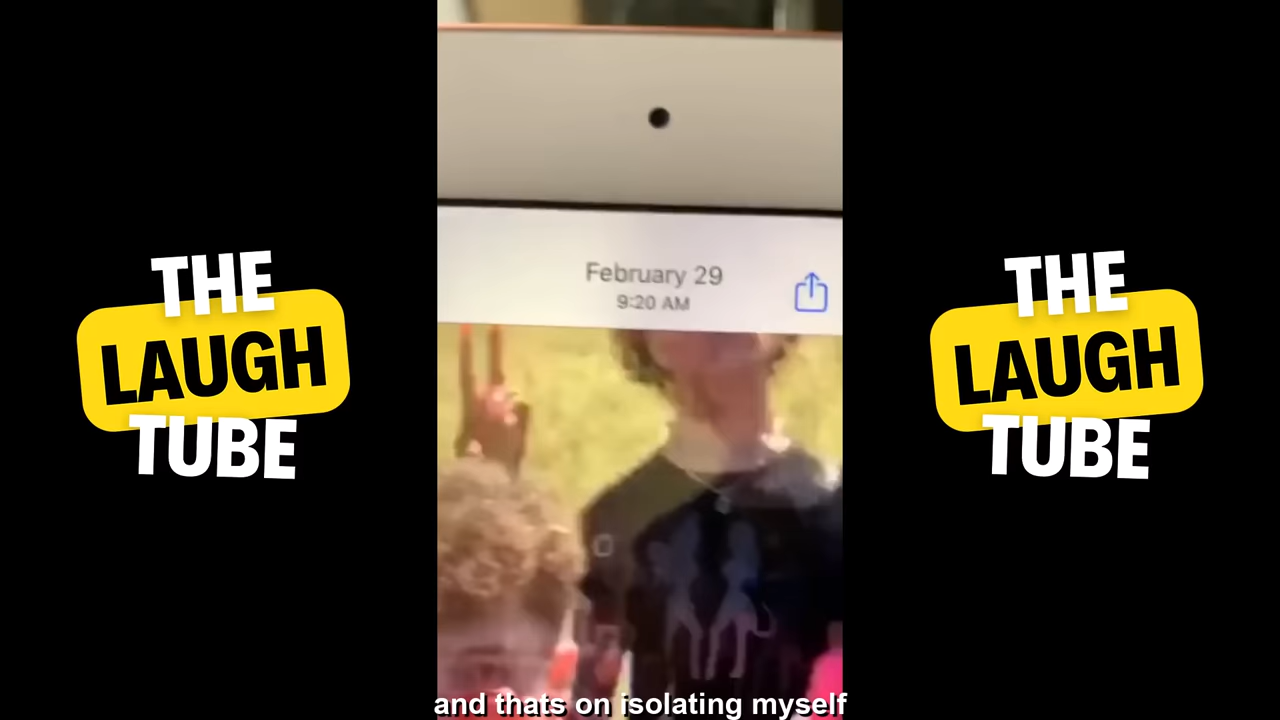 THE
LAUGH
TUBE
February 29
9:20 AM
THE
LAUGH
TUBE
and thats on isolating myself